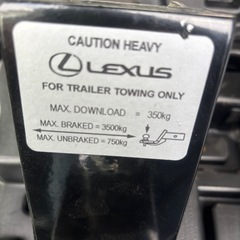 CAUTION HEAVY
LEXUS
FOR TRAILER TOWING ONLY
MAX. DOWNLOAD = 350kg
MAX. BRAKED = 3500kg
MAX. UNBRAKED = 750kg